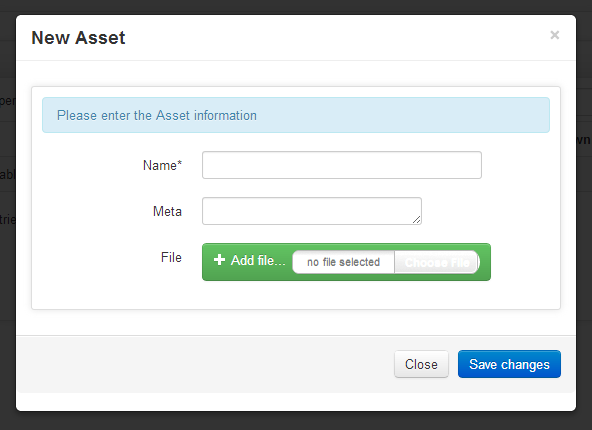 New Asset
×
Please enter the Asset information
Name*
Meta
File
Add file... no file selected Choose File
Close Save changes